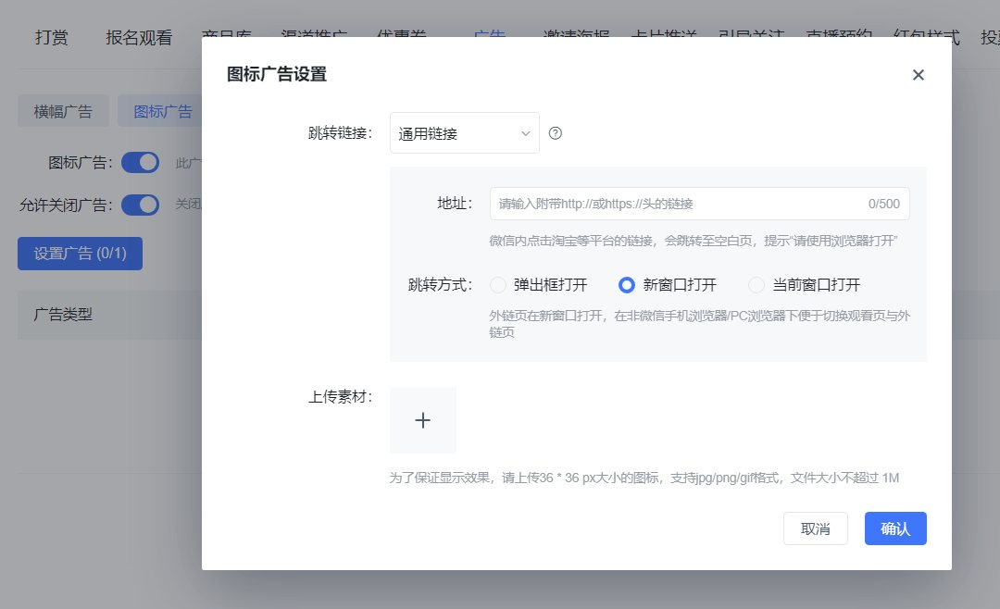 打赏 报名观看 商品库 渠道推广 优惠券 广告 邀请海报 卡片推送 引导关注 直播预约 红包样式
图标广告设置
横幅广告 图标广告
跳转链接： 通用链接
图标广告： 此广
地址： 请输入附带http://或https://头的链接 0/500
允许关闭广告： 关闭
微信内点击淘宝等平台的链接，会跳转至空白页，提示“请使用浏览器打开”
设置广告 (0/1)
跳转方式： 弹出框打开 新窗口打开 当前窗口打开
广告类型
外链页在新窗口打开，在非微信手机浏览器/PC浏览器下便于切换观看页与外
链页
上传素材：
为了保证显示效果，请上传36 * 36 px大小的图标，支持jpg/png/gif格式，文件大小不超过 1M
取消 确认